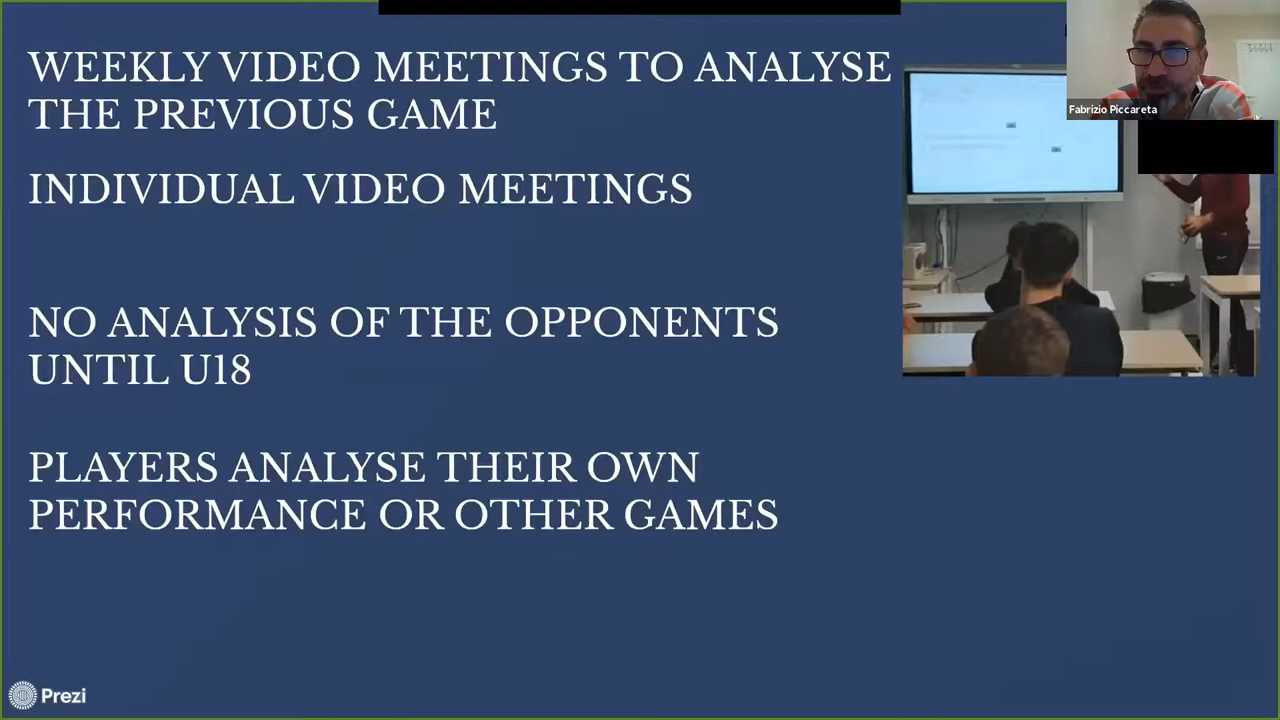 WEEKLY VIDEO MEETINGS TO ANALYSE
THE PREVIOUS GAME
Fabrizio Piccareta
INDIVIDUAL VIDEO MEETINGS
NO ANALYSIS OF THE OPPONENTS
UNTIL U18
PLAYERS ANALYSE THEIR OWN
PERFORMANCE OR OTHER GAMES
Prezi